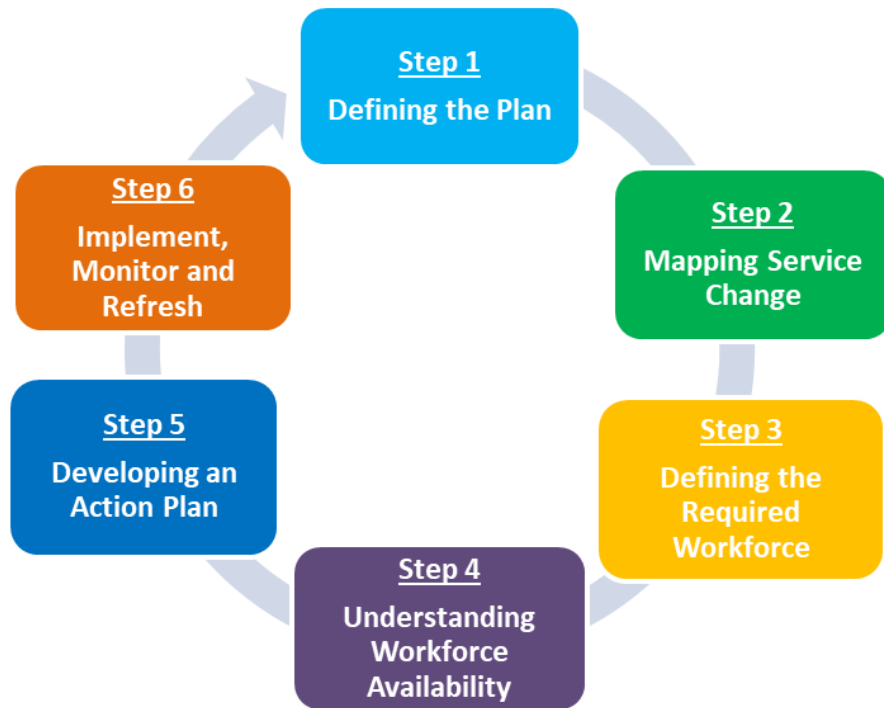 Step 1
Defining the Plan
Step 2
Mapping Service
Change
Step 3
Defining the
Required
Workforce
Step 4
Understanding
Workforce
Availability
Step 5
Developing an
Action Plan
Step 6
Implement,
Monitor and
Refresh